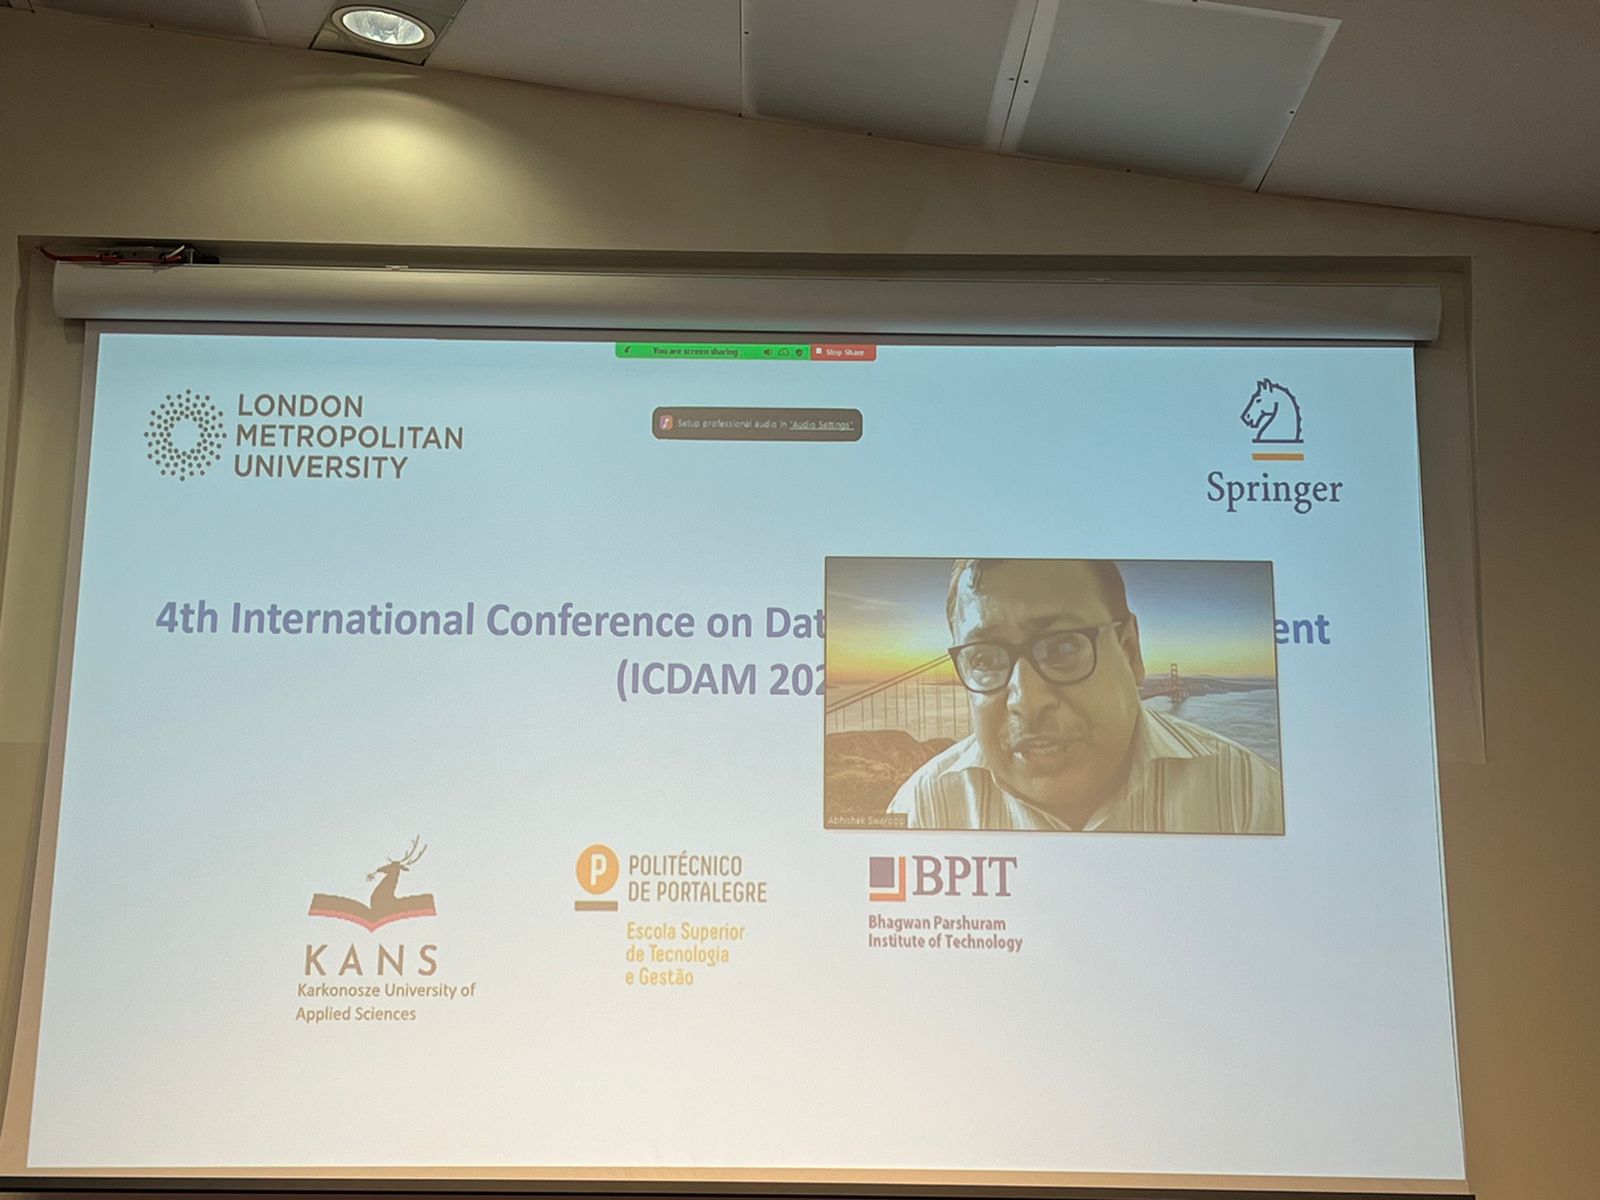 You are screen sharing
Stop Share
LONDON
METROPOLITAN
UNIVERSITY
Setup professional audio in "Audio Settings"
Springer
4th International Conference on Dat
ent
(ICDAM 202
Abhishek Swaroop
KANS
Karkonosze University of
Applied Sciences
P
POLITÉCNICO
DE PORTALEGRE
Escola Superior
de Tecnologia
e Gestão
BPIT
Bhagwan Parshuram
Institute of Technology